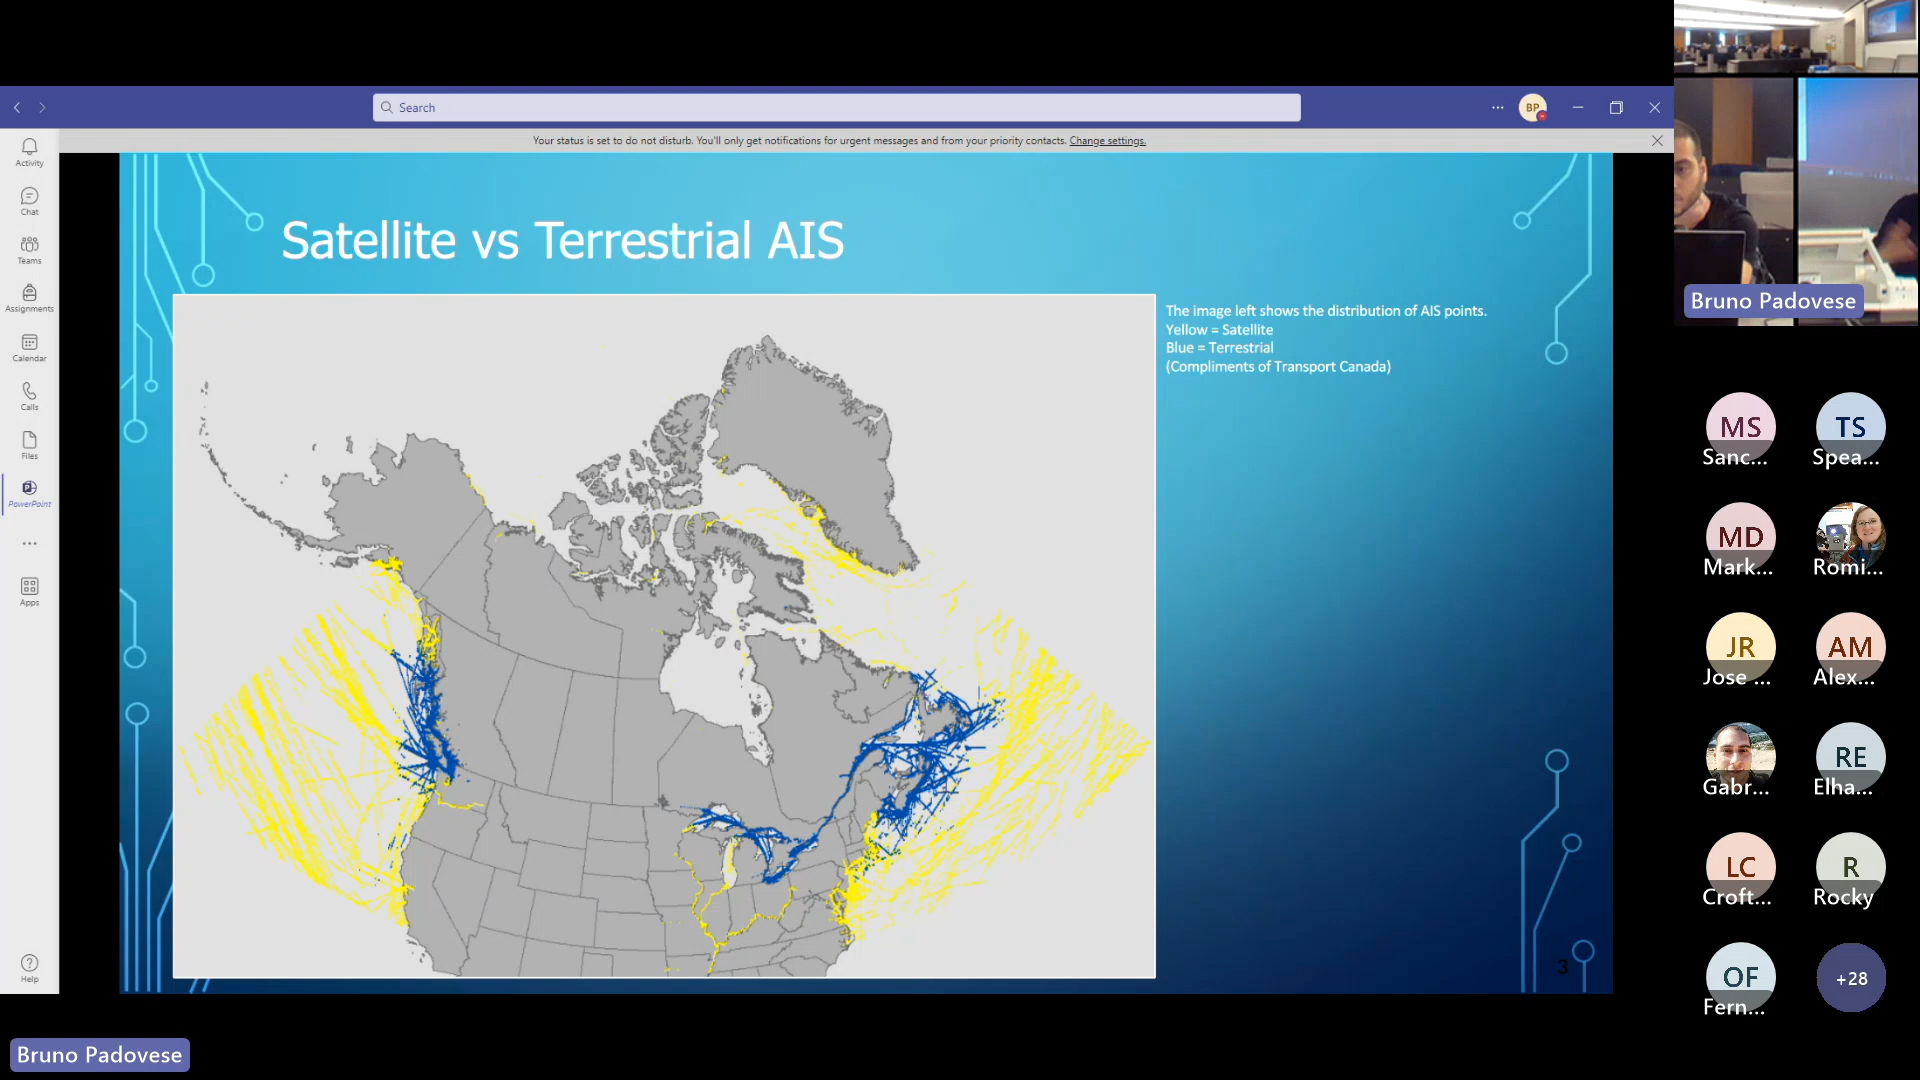 Search
BP
Your status is set to do not disturb. You'll only get notifications for urgent messages and from your priority contacts. Change settings.
Activity
Chat
Teams
Assignments
Calendar
Calls
Files
PowerPoint
Apps
Help
Satellite vs Terrestrial AIS
The image left shows the distribution of AIS points.
Yellow = Satellite
Blue = Terrestrial
(Compliments of Transport Canada)
3
Bruno Padovese
MS
Sanc...
TS
Spea...
MD
Mark...
Romi...
JR
Jose ...
AM
Alex...
Gabr...
RE
Elha...
LC
Croft...
R
Rocky
OF
Fern...
+28
Bruno Padovese